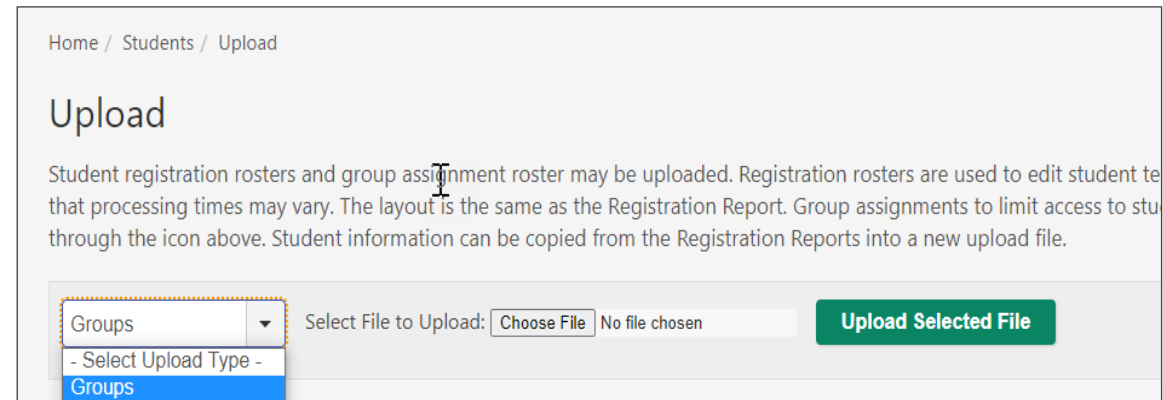 Home / Students / Upload
Upload
Student registration rosters and group assignment roster may be uploaded. Registration rosters are used to edit student te
that processing times may vary. The layout is the same as the Registration Report. Group assignments to limit access to stu
through the icon above. Student information can be copied from the Registration Reports into a new upload file.
Groups Select File to Upload: Choose File No file chosen Upload Selected File
- Select Upload Type -
Groups